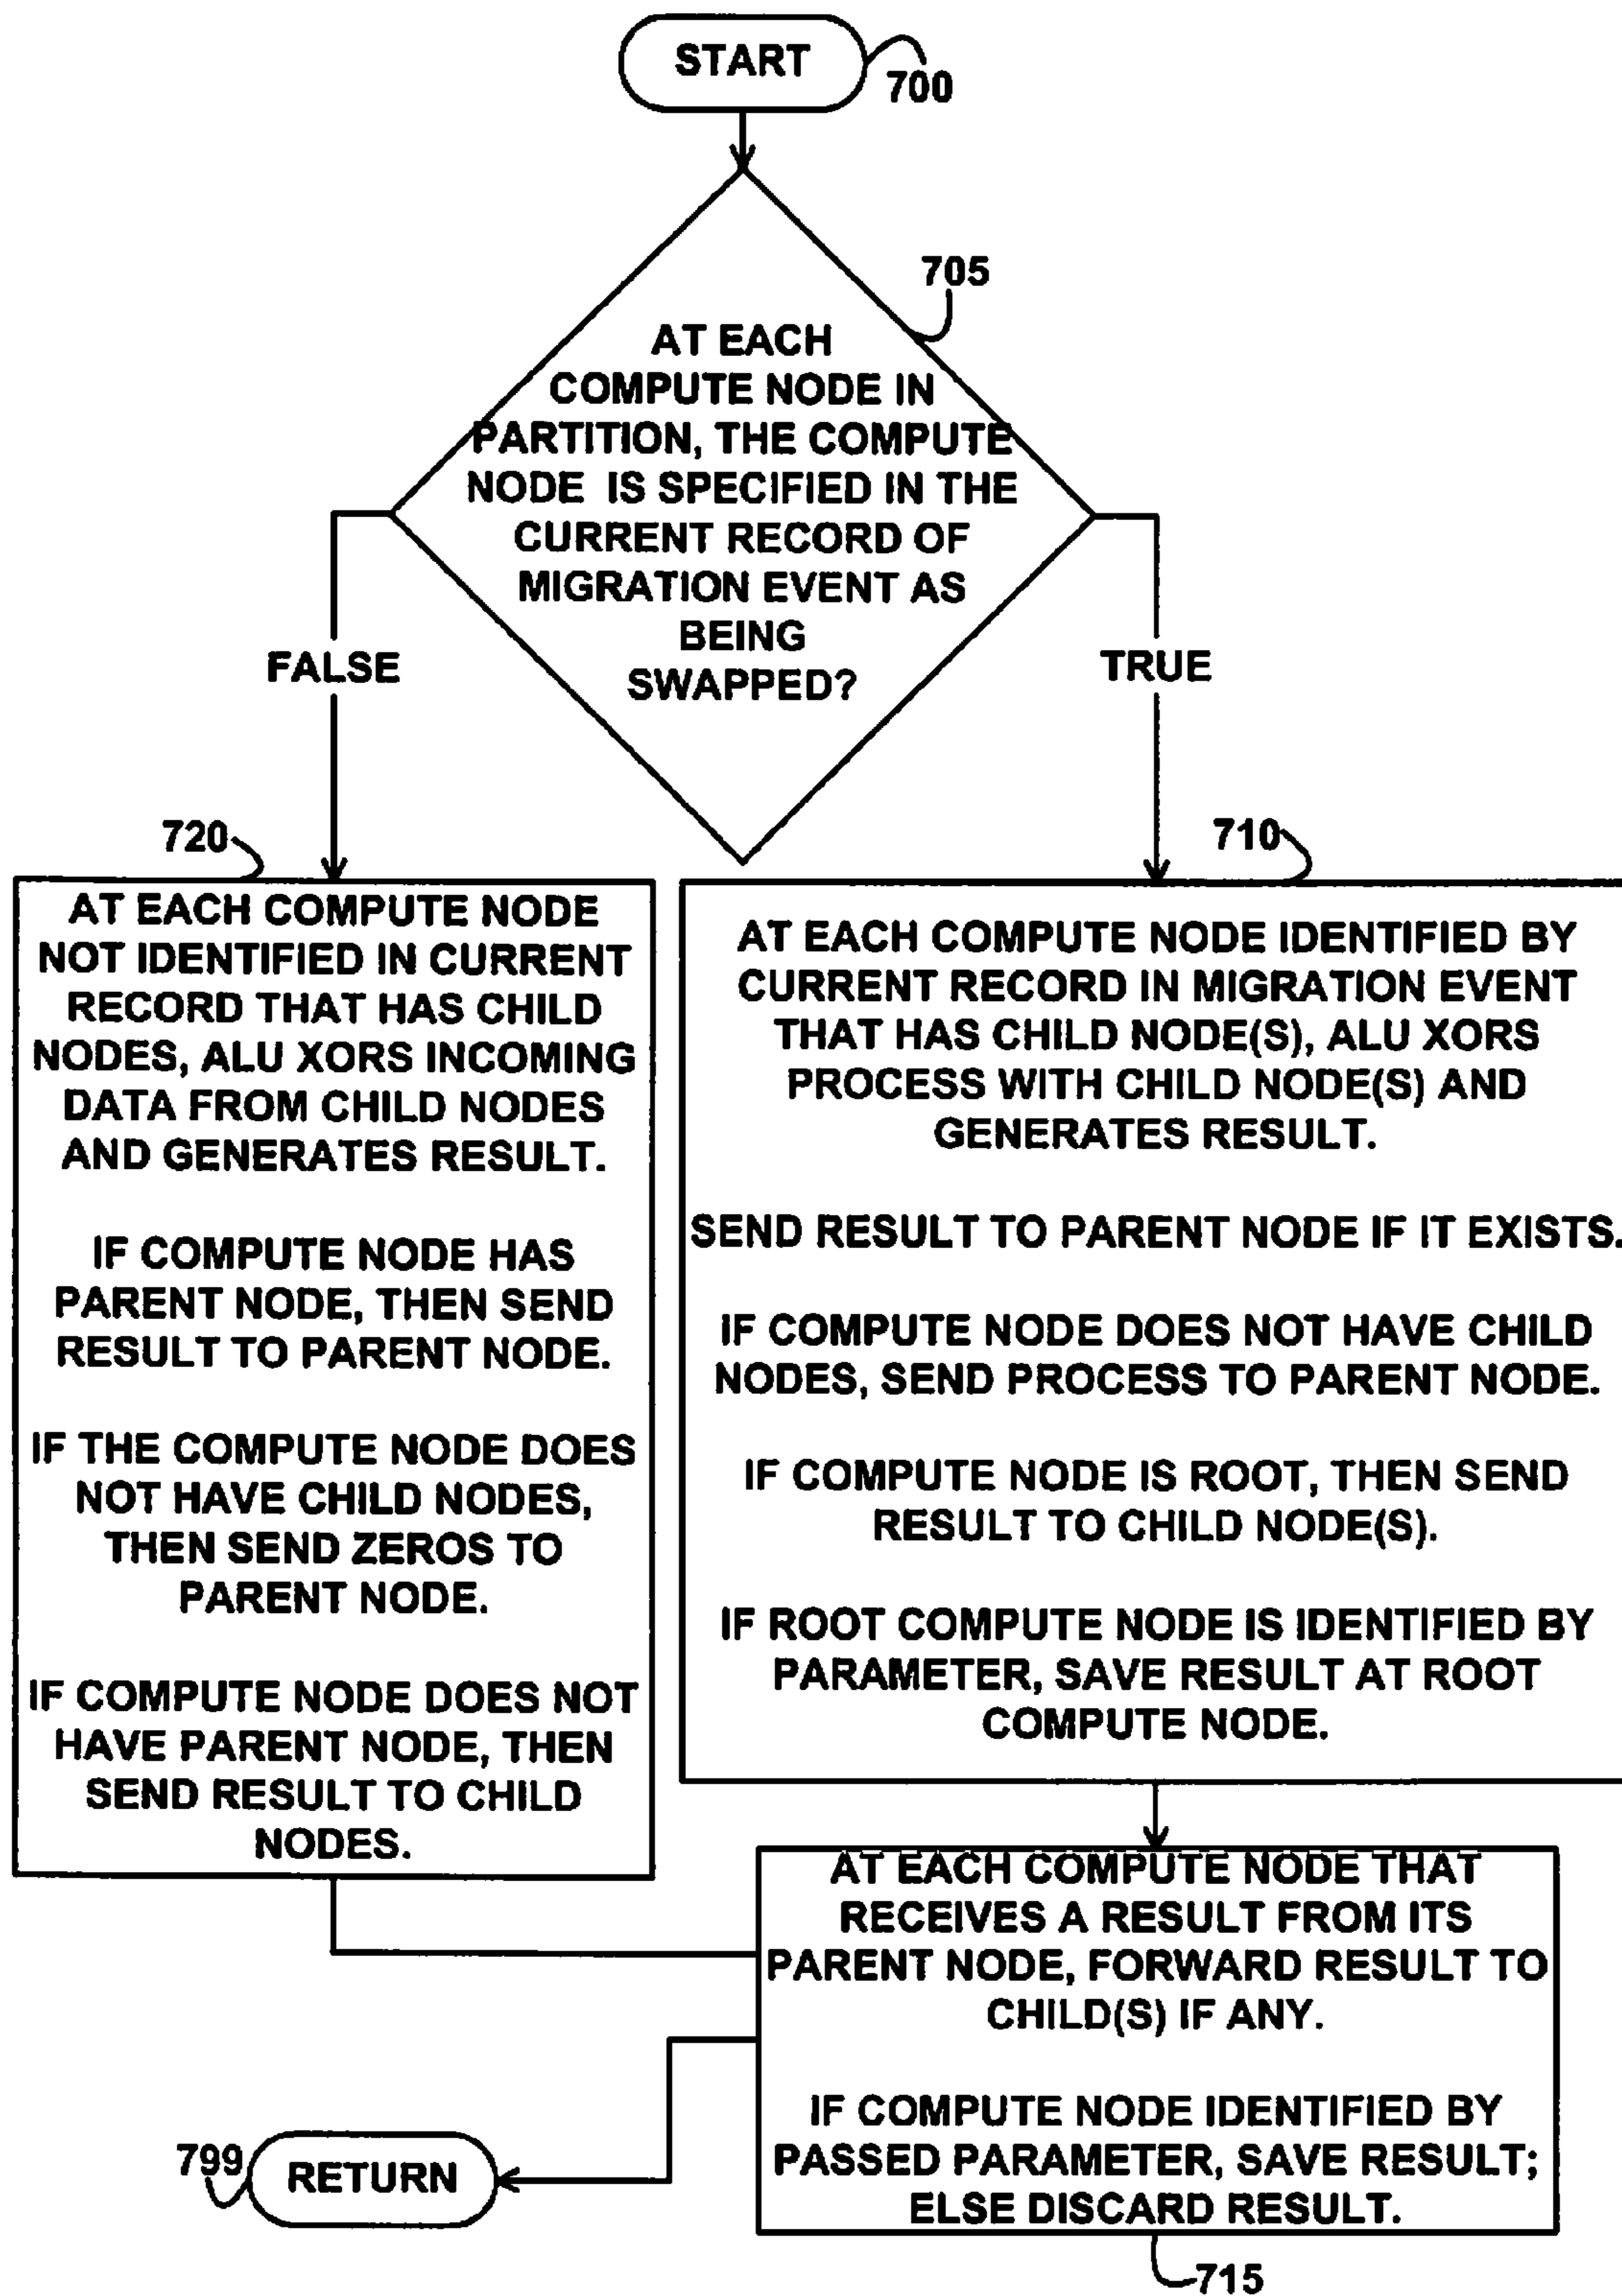 START
700
705
AT EACH
COMPUTE NODE IN
PARTITION, THE COMPUTE
NODE IS SPECIFIED IN THE
CURRENT RECORD OF
MIGRATION EVENT AS
BEING
SWAPPED?
FALSE
TRUE
720
AT EACH COMPUTE NODE
NOT IDENTIFIED IN CURRENT
RECORD THAT HAS CHILD
NODES, ALU XORS INCOMING
DATA FROM CHILD NODES
AND GENERATES RESULT.
IF COMPUTE NODE HAS
PARENT NODE, THEN SEND
RESULT TO PARENT NODE.
IF THE COMPUTE NODE DOES
NOT HAVE CHILD NODES,
THEN SEND ZEROS TO
PARENT NODE.
IF COMPUTE NODE DOES NOT
HAVE PARENT NODE, THEN
SEND RESULT TO CHILD
NODES.
710
AT EACH COMPUTE NODE IDENTIFIED BY
CURRENT RECORD IN MIGRATION EVENT
THAT HAS CHILD NODE(S), ALU XORS
PROCESS WITH CHILD NODE(S) AND
GENERATES RESULT.
SEND RESULT TO PARENT NODE IF IT EXISTS.
IF COMPUTE NODE DOES NOT HAVE CHILD
NODES, SEND PROCESS TO PARENT NODE.
IF COMPUTE NODE IS ROOT, THEN SEND
RESULT TO CHILD NODE(S).
IF ROOT COMPUTE NODE IS IDENTIFIED BY
PARAMETER, SAVE RESULT AT ROOT
COMPUTE NODE.
AT EACH COMPUTE NODE THAT
RECEIVES A RESULT FROM ITS
PARENT NODE, FORWARD RESULT TO
CHILD(S) IF ANY.
IF COMPUTE NODE IDENTIFIED BY
PASSED PARAMETER, SAVE RESULT;
ELSE DISCARD RESULT.
715
799
RETURN